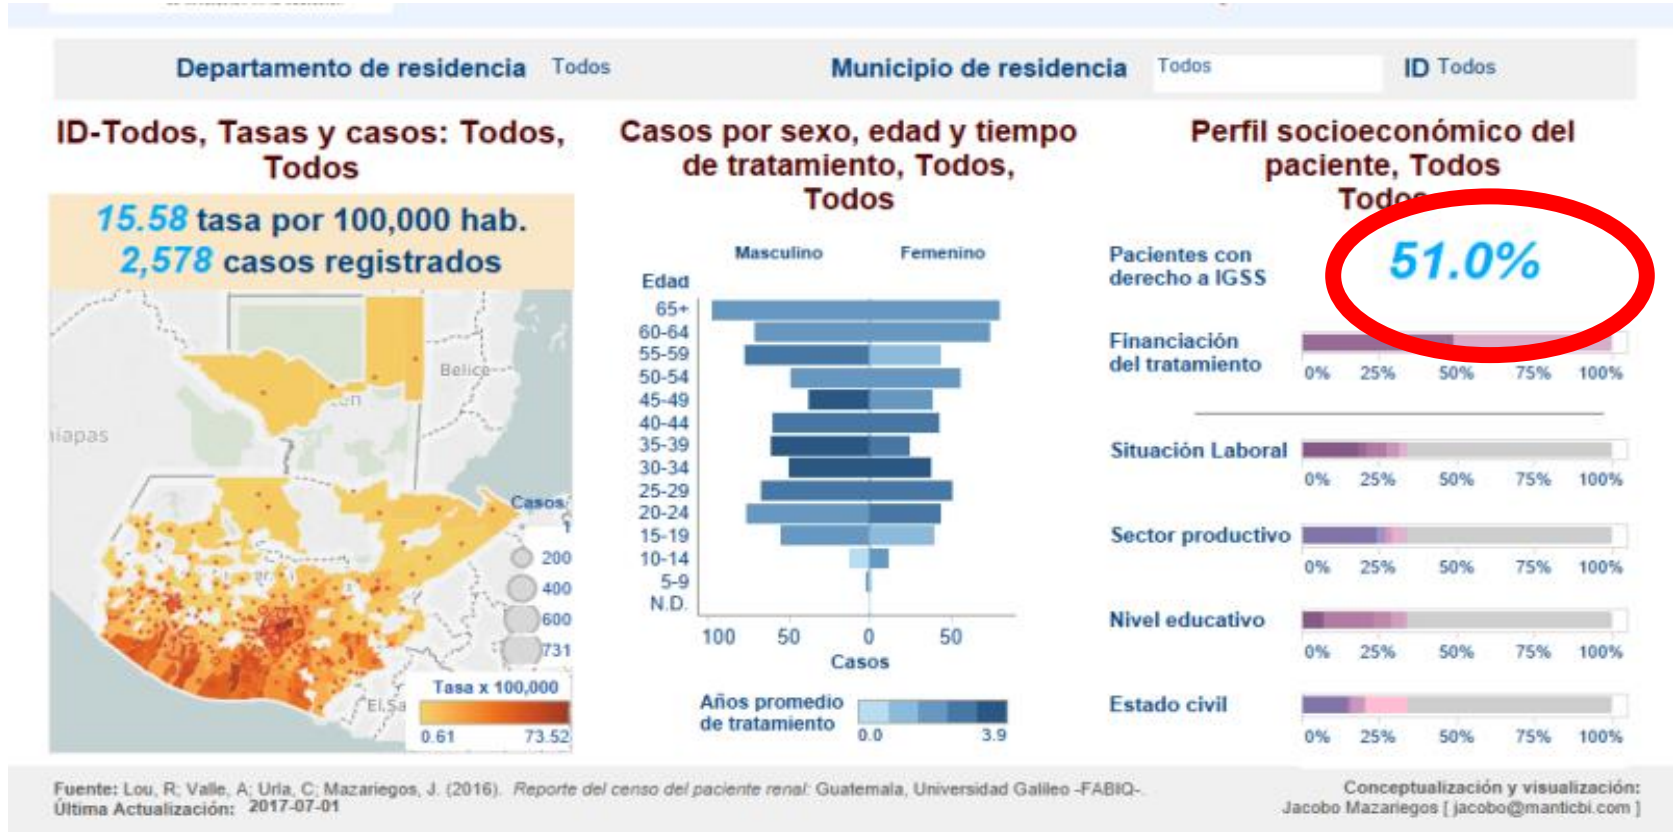 Departamento de residencia Todos
Municipio de residencia Todos
ID Todos
ID-Todos, Tasas y casos: Todos,
Todos
15.58 tasa por 100,000 hab.
2,578 casos registrados
Belice
iapas
El Sa
Casos
1
200
400
600
731
Tasa x 100,000
0.61 73.52
Casos por sexo, edad y tiempo
de tratamiento, Todos,
Todos
Masculino Femenino
Edad
65+
60-64
55-59
50-54
45-49
40-44
35-39
30-34
25-29
20-24
15-19
10-14
5-9
N.D.
100 50 0 50
Casos
Años promedio
de tratamiento
0.0 3.9
Perfil socioeconómico del
paciente, Todos
Todos
Pacientes con
derecho a IGSS
51.0%
Financiación
del tratamiento
0% 25% 50% 75% 100%
Situación Laboral
0% 25% 50% 75% 100%
Sector productivo
0% 25% 50% 75% 100%
Nivel educativo
0% 25% 50% 75% 100%
Estado civil
0% 25% 50% 75% 100%
Fuente: Lou, R; Valle, A; Urla, C; Mazariegos, J. (2016). Reporte del censo del paciente renal: Guatemala, Universidad Galileo -FABIQ-.
Última Actualización: 2017-07-01
Conceptualización y visualización:
Jacobo Mazariegos [ jacobo@manticbi.com ]